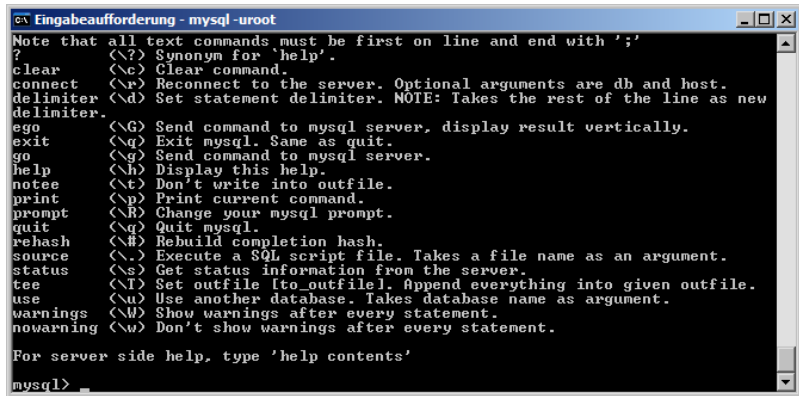 Eingabeaufforderung - mysql -uroot
Note that all text commands must be first on line and end with ';'
?         (\?) Synonym for `help'.
clear     (\c) Clear command.
connect   (\r) Reconnect to the server. Optional arguments are db and host.
delimiter (\d) Set statement delimiter. NOTE: Takes the rest of the line as new
delimiter.
ego       (\G) Send command to mysql server, display result vertically.
exit      (\q) Exit mysql. Same as quit.
go        (\g) Send command to mysql server.
help      (\h) Display this help.
notee     (\t) Don't write into outfile.
print     (\p) Print current command.
prompt    (\R) Change your mysql prompt.
quit      (\q) Quit mysql.
rehash    (\#) Rebuild completion hash.
source    (\.) Execute a SQL script file. Takes a file name as an argument.
status    (\s) Get status information from the server.
tee       (\T) Set outfile [to_outfile]. Append everything into given outfile.
use       (\u) Use another database. Takes database name as argument.
warnings  (\W) Show warnings after every statement.
nowarning (\w) Don't show warnings after every statement.
For server side help, type 'help contents'
mysql> _